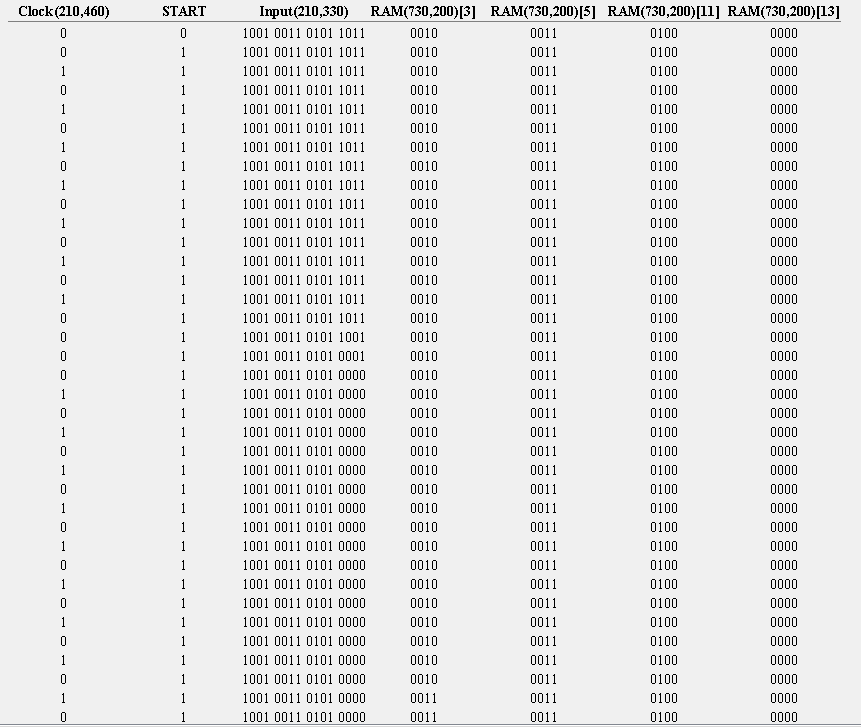 Clock(210,460) START Input(210,330) RAM(730,200)[3] RAM(730,200)[5] RAM(730,200)[11] RAM(730,200)[13]
0 0 1001 0011 0101 1011 0010 0011 0100 0000
0 1 1001 0011 0101 1011 0010 0011 0100 0000
1 1 1001 0011 0101 1011 0010 0011 0100 0000
0 1 1001 0011 0101 1011 0010 0011 0100 0000
1 1 1001 0011 0101 1011 0010 0011 0100 0000
0 1 1001 0011 0101 1011 0010 0011 0100 0000
1 1 1001 0011 0101 1011 0010 0011 0100 0000
0 1 1001 0011 0101 1011 0010 0011 0100 0000
1 1 1001 0011 0101 1011 0010 0011 0100 0000
0 1 1001 0011 0101 1011 0010 0011 0100 0000
1 1 1001 0011 0101 1011 0010 0011 0100 0000
0 1 1001 0011 0101 1011 0010 0011 0100 0000
1 1 1001 0011 0101 1011 0010 0011 0100 0000
0 1 1001 0011 0101 1011 0010 0011 0100 0000
1 1 1001 0011 0101 1011 0010 0011 0100 0000
0 1 1001 0011 0101 1011 0010 0011 0100 0000
0 1 1001 0011 0101 1001 0010 0011 0100 0000
0 1 1001 0011 0101 0001 0010 0011 0100 0000
0 1 1001 0011 0101 0000 0010 0011 0100 0000
1 1 1001 0011 0101 0000 0010 0011 0100 0000
0 1 1001 0011 0101 0000 0010 0011 0100 0000
1 1 1001 0011 0101 0000 0010 0011 0100 0000
0 1 1001 0011 0101 0000 0010 0011 0100 0000
1 1 1001 0011 0101 0000 0010 0011 0100 0000
0 1 1001 0011 0101 0000 0010 0011 0100 0000
1 1 1001 0011 0101 0000 0010 0011 0100 0000
0 1 1001 0011 0101 0000 0010 0011 0100 0000
1 1 1001 0011 0101 0000 0010 0011 0100 0000
0 1 1001 0011 0101 0000 0010 0011 0100 0000
1 1 1001 0011 0101 0000 0010 0011 0100 0000
0 1 1001 0011 0101 0000 0010 0011 0100 0000
1 1 1001 0011 0101 0000 0010 0011 0100 0000
0 1 1001 0011 0101 0000 0010 0011 0100 0000
1 1 1001 0011 0101 0000 0010 0011 0100 0000
0 1 1001 0011 0101 0000 0010 0011 0100 0000
1 1 1001 0011 0101 0000 0011 0011 0100 0000
0 1 1001 0011 0101 0000 0011 0011 0100 0000